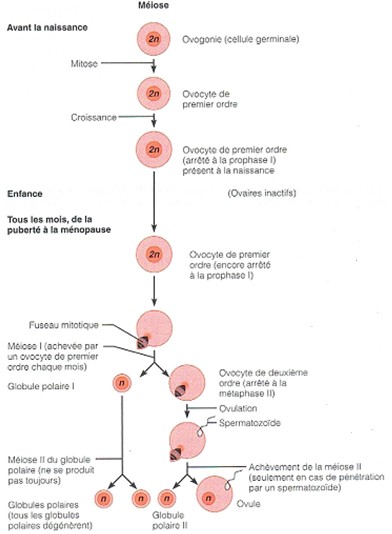 Méiose
Avant la naissance
2n
Ovogonie (cellule germinale)
Mitose
2n
Ovocyte de
premier ordre
Croissance
2n
Ovocyte de premier ordre
(arrêté à la prophase I)
présent à la naissance
Enfance
(Ovaires inactifs)
Tous les mois, de la
puberté à la ménopause
2n
Ovocyte de premier
ordre (encore arrêté
à la prophase I)
Fuseau mitotique
Méiose I (achevée par
un ovocyte de premier
ordre chaque mois)
Globule polaire I
n
Ovocyte de deuxième
ordre (arrêté à la
métaphase II)
Ovulation
Spermatozoïde
Méiose II du globule
polaire (ne se produit
pas toujours)
Achèvement de la méiose II
(seulement en cas de pénétration
par un spermatozoïde)
n
n
n
n
Globules polaires
(tous les globules
polaires dégénèrent)
Globule
polaire II
Ovule